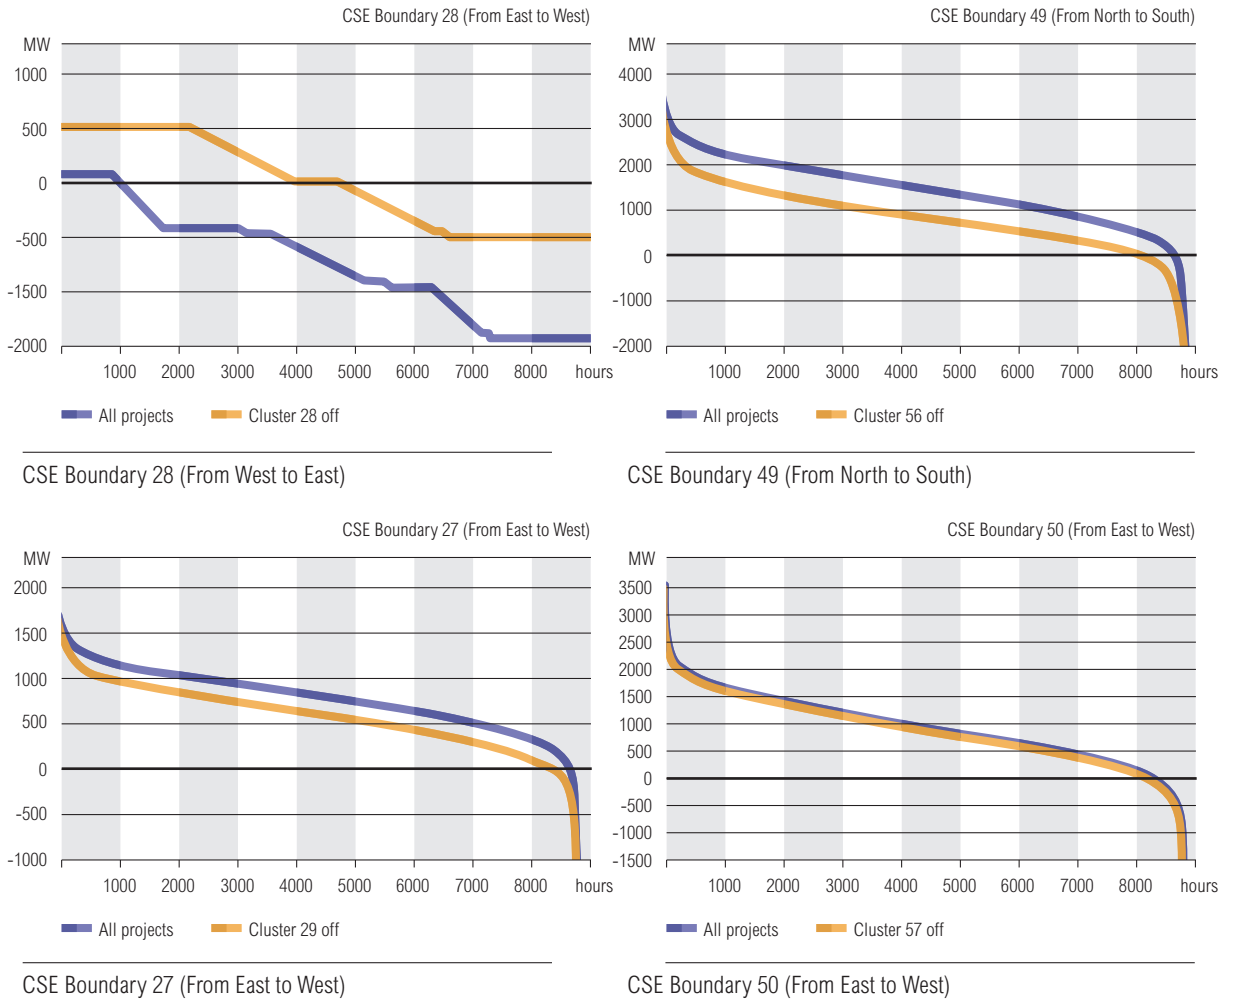 CSE Boundary 28 (From East to West)
MW
1000
500
0
-500
-1500
-2000
1000 2000 3000 4000 5000 6000 7000 8000 hours
All projects Cluster 28 off
CSE Boundary 28 (From West to East)
CSE Boundary 49 (From North to South)
MW
4000
3000
2000
1000
0
-1000
-2000
1000 2000 3000 4000 5000 6000 7000 8000 hours
All projects Cluster 56 off
CSE Boundary 49 (From North to South)
CSE Boundary 27 (From East to West)
MW
2000
1500
1000
500
0
-500
-1000
1000 2000 3000 4000 5000 6000 7000 8000 hours
All projects Cluster 29 off
CSE Boundary 27 (From East to West)
CSE Boundary 50 (From East to West)
MW
3500
3000
2500
2000
1500
1000
500
0
-500
-1000
-1500
1000 2000 3000 4000 5000 6000 7000 8000 hours
All projects Cluster 57 off
CSE Boundary 50 (From East to West)